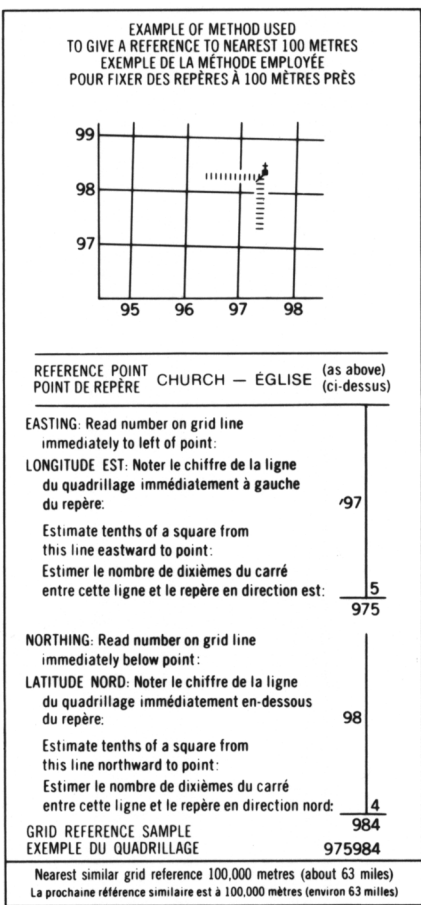 EXAMPLE OF METHOD USED
TO GIVE A REFERENCE TO NEAREST 100 METRES
EXEMPLE DE LA MÉTHODE EMPLOYÉE
POUR FIXER DES REPÈRES À 100 MÈTRES PRÈS
99
98
97
95 96 97 98
REFERENCE POINT
POINT DE REPÈRE
CHURCH — ÉGLISE
(as above)
(ci-dessus)
EASTING: Read number on grid line
immediately to left of point:
LONGITUDE EST: Noter le chiffre de la ligne
du quadrillage immédiatement à gauche
du repère: 97
Estimate tenths of a square from
this line eastward to point:
Estimer le nombre de dixièmes du carré
entre cette ligne et le repère en direction est: 5
975
NORTHING: Read number on grid line
immediately below point:
LATITUDE NORD: Noter le chiffre de la ligne
du quadrillage immédiatement en-dessous
du repère: 98
Estimate tenths of a square from
this line northward to point:
Estimer le nombre de dixièmes du carré
entre cette ligne et le repère en direction nord: 4
984
GRID REFERENCE SAMPLE
EXEMPLE DU QUADRILLAGE 975984
Nearest similar grid reference 100,000 metres (about 63 miles)
La prochaine référence similaire est à 100,000 mètres (environ 63 milles)